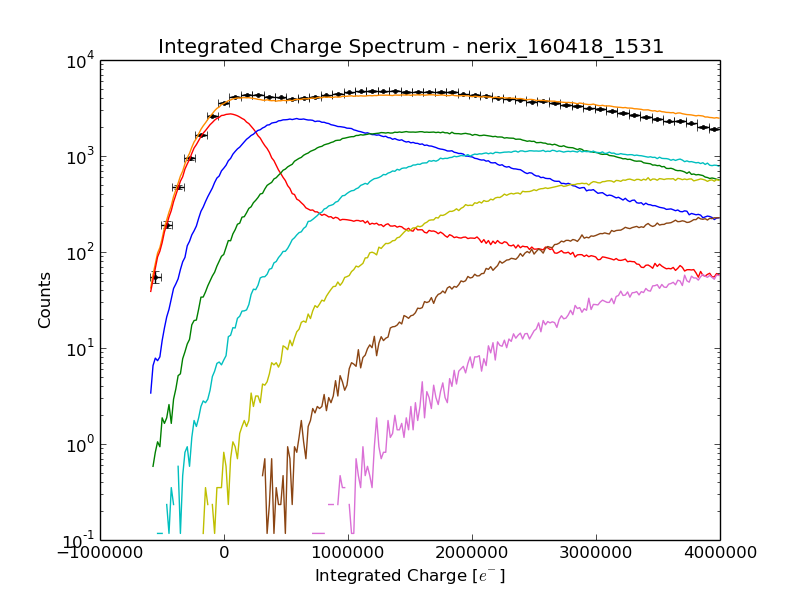 Integrated Charge Spectrum - nerix_160418_1531
10^4
10^3
10^2
10^1
10^0
10^-1
Counts
−1000000 0 1000000 2000000 3000000 4000000
Integrated Charge [e^−]